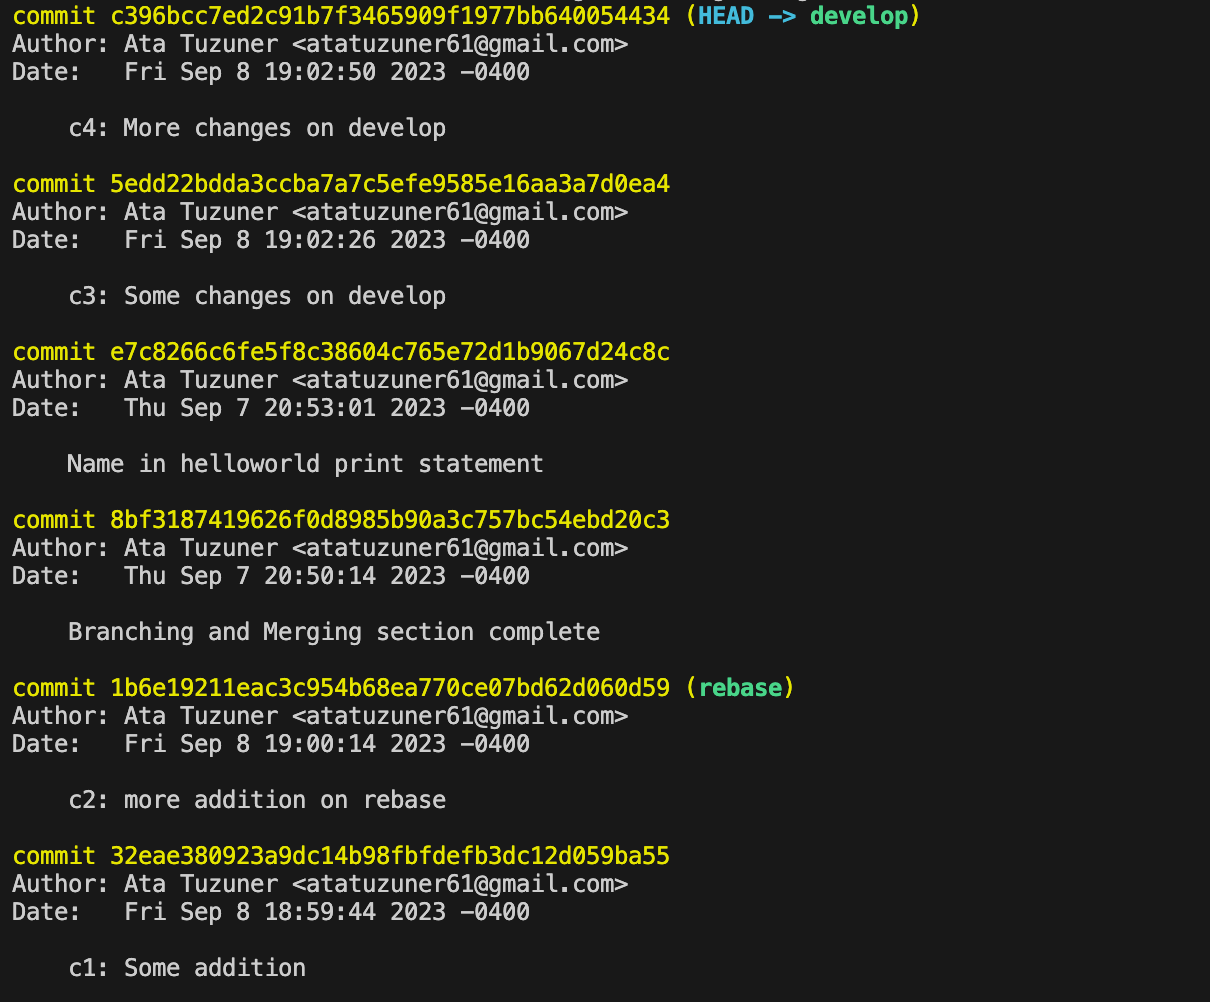 commit c396bcc7ed2c91b7f3465909f1977bb640054434 (HEAD -> develop)
Author: Ata Tuzuner <atatuzuner61@gmail.com>
Date:   Fri Sep 8 19:02:50 2023 -0400
    c4: More changes on develop
commit 5edd22bdda3ccba7a7c5efe9585e16aa3a7d0ea4
Author: Ata Tuzuner <atatuzuner61@gmail.com>
Date:   Fri Sep 8 19:02:26 2023 -0400
    c3: Some changes on develop
commit e7c8266c6fe5f8c38604c765e72d1b9067d24c8c
Author: Ata Tuzuner <atatuzuner61@gmail.com>
Date:   Thu Sep 7 20:53:01 2023 -0400
    Name in helloworld print statement
commit 8bf3187419626f0d8985b90a3c757bc54ebd20c3
Author: Ata Tuzuner <atatuzuner61@gmail.com>
Date:   Thu Sep 7 20:50:14 2023 -0400
    Branching and Merging section complete
commit 1b6e19211eac3c954b68ea770ce07bd62d060d59 (rebase)
Author: Ata Tuzuner <atatuzuner61@gmail.com>
Date:   Fri Sep 8 19:00:14 2023 -0400
    c2: more addition on rebase
commit 32eae380923a9dc14b98fbfdefb3dc12d059ba55
Author: Ata Tuzuner <atatuzuner61@gmail.com>
Date:   Fri Sep 8 18:59:44 2023 -0400
    c1: Some addition